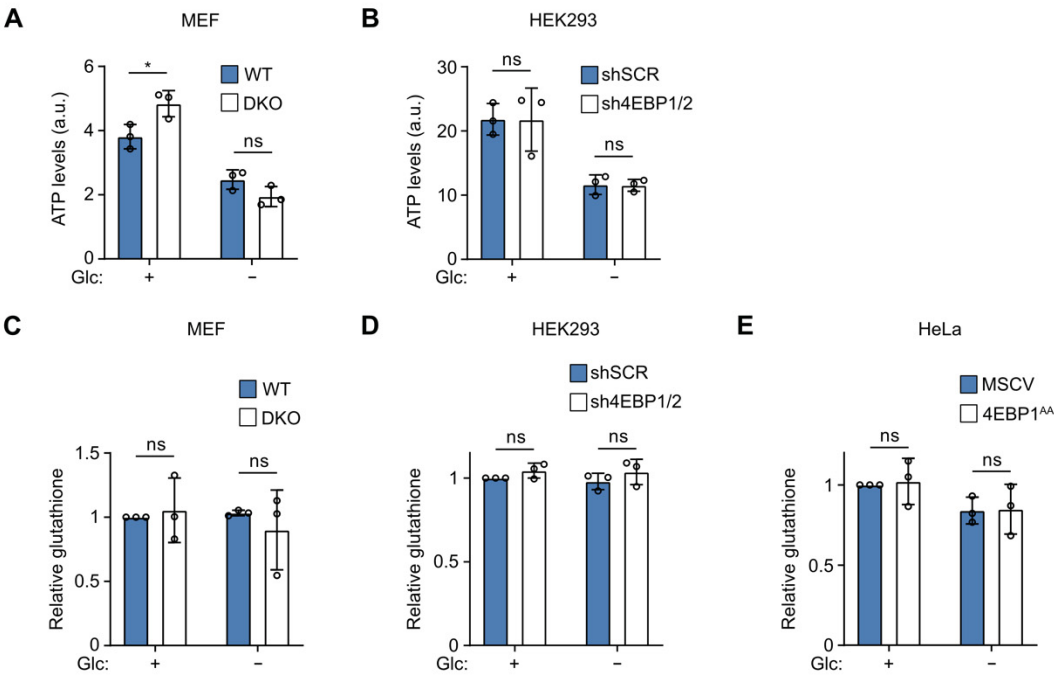 A
MEF
ATP levels (a.u.)
6
4
2
0
*
ns
WT
DKO
Glc:
+
−
B
HEK293
ATP levels (a.u.)
30
20
10
0
ns
ns
shSCR
sh4EBP1/2
Glc:
+
−
C
MEF
WT
DKO
Relative glutathione
1.5
1
0.5
0
ns
ns
Glc:
+
−
D
HEK293
shSCR
sh4EBP1/2
Relative glutathione
1
0.5
0
ns
ns
Glc:
+
−
E
HeLa
MSCV
4EBP1ᴬᴬ
Relative glutathione
1
0.5
0
ns
ns
Glc:
+
−